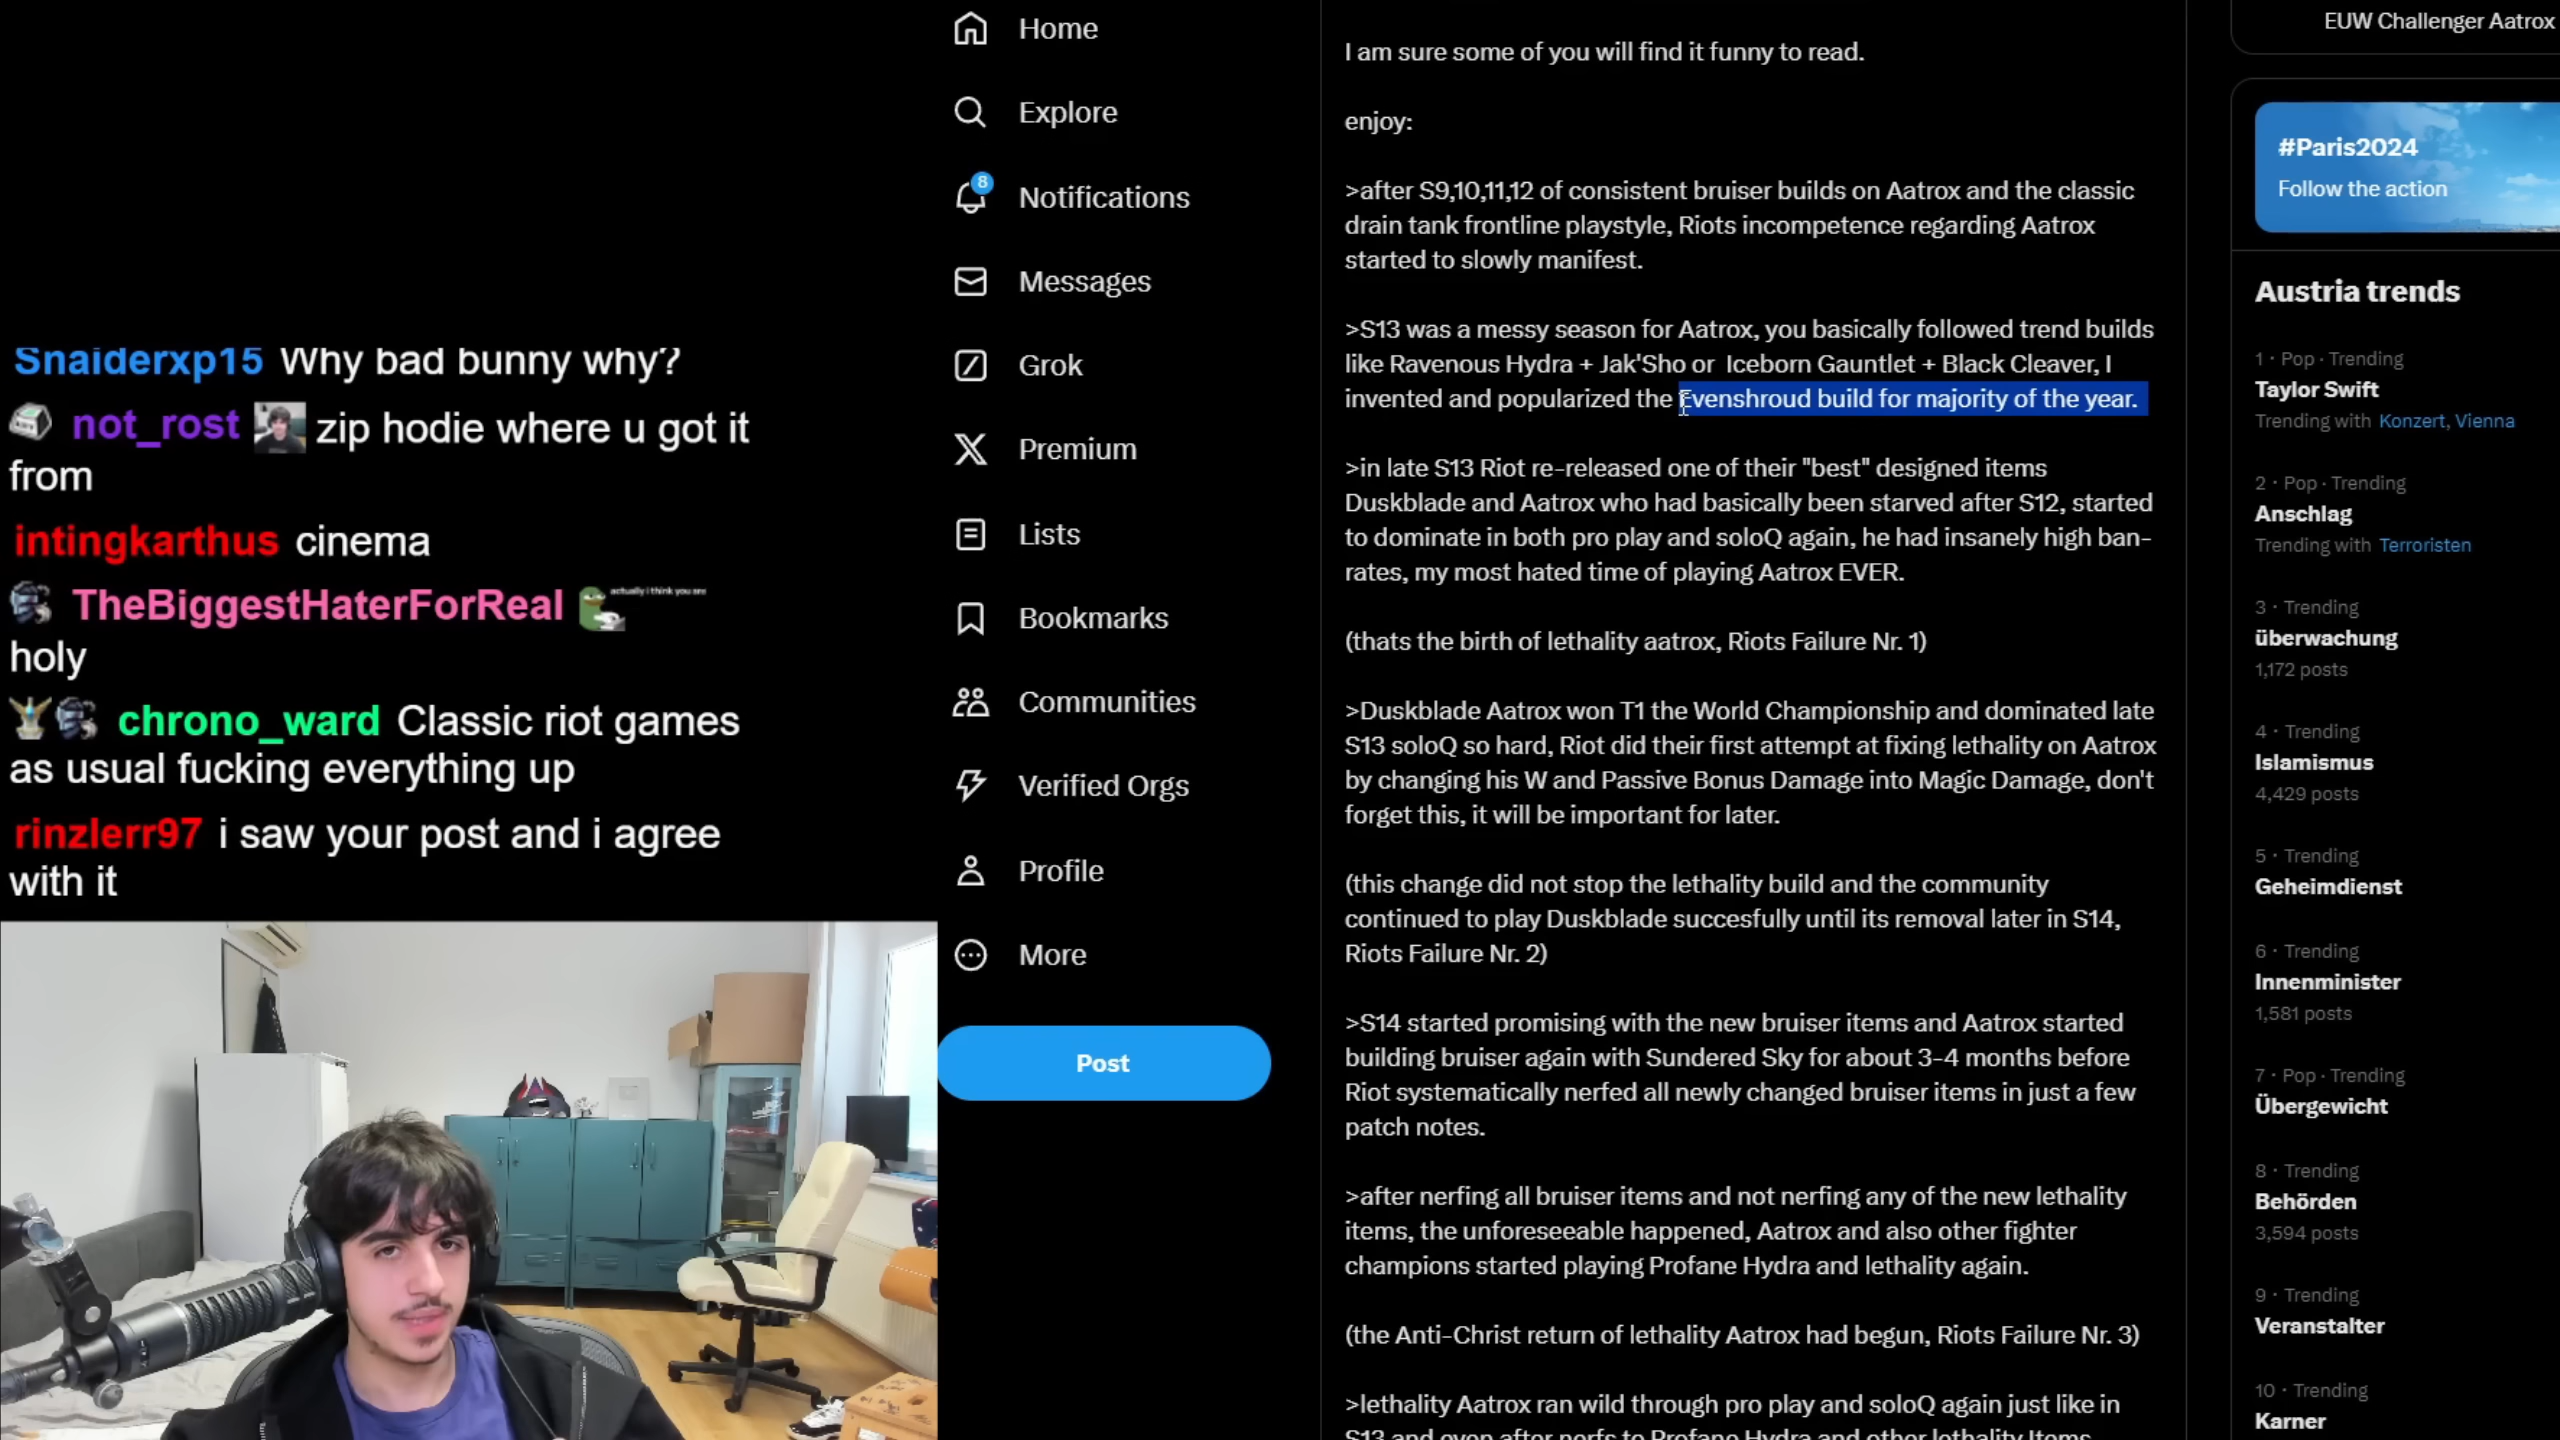 Snaiderxp15 Why bad bunny why?
not_rost zip hodie where u got it
from
intingkarthus cinema
TheBiggestHaterForReal actually i think you are
holy
chrono_ward Classic riot games
as usual fucking everything up
rinzlerr97 i saw your post and i agree
with it
Home
Explore
8
Notifications
Messages
Grok
Premium
Lists
Bookmarks
Communities
Verified Orgs
Profile
More
Post
I am sure some of you will find it funny to read.
enjoy:
>after S9,10,11,12 of consistent bruiser builds on Aatrox and the classic
drain tank frontline playstyle, Riots incompetence regarding Aatrox
started to slowly manifest.
>S13 was a messy season for Aatrox, you basically followed trend builds
like Ravenous Hydra + Jak'Sho or Iceborn Gauntlet + Black Cleaver, I
invented and popularized the Evenshroud build for majority of the year.
>in late S13 Riot re-released one of their "best" designed items
Duskblade and Aatrox who had basically been starved after S12, started
to dominate in both pro play and soloQ again, he had insanely high ban-
rates, my most hated time of playing Aatrox EVER.
(thats the birth of lethality aatrox, Riots Failure Nr. 1)
>Duskblade Aatrox won T1 the World Championship and dominated late
S13 soloQ so hard, Riot did their first attempt at fixing lethality on Aatrox
by changing his W and Passive Bonus Damage into Magic Damage, don't
forget this, it will be important for later.
(this change did not stop the lethality build and the community
continued to play Duskblade succesfully until its removal later in S14,
Riots Failure Nr. 2)
>S14 started promising with the new bruiser items and Aatrox started
building bruiser again with Sundered Sky for about 3-4 months before
Riot systematically nerfed all newly changed bruiser items in just a few
patch notes.
>after nerfing all bruiser items and not nerfing any of the new lethality
items, the unforeseeable happened, Aatrox and also other fighter
champions started playing Profane Hydra and lethality again.
(the Anti-Christ return of lethality Aatrox had begun, Riots Failure Nr. 3)
>lethality Aatrox ran wild through pro play and soloQ again just like in
S13 and even after nerfs to Profane Hydra and other lethality Items
EUW Challenger Aatrox
#Paris2024
Follow the action
Austria trends
1 · Pop · Trending
Taylor Swift
Trending with Konzert, Vienna
2 · Pop · Trending
Anschlag
Trending with Terroristen
3 · Trending
überwachung
1,172 posts
4 · Trending
Islamismus
4,429 posts
5 · Trending
Geheimdienst
6 · Trending
Innenminister
1,581 posts
7 · Pop · Trending
Übergewicht
8 · Trending
Behörden
3,594 posts
9 · Trending
Veranstalter
10 · Trending
Karner